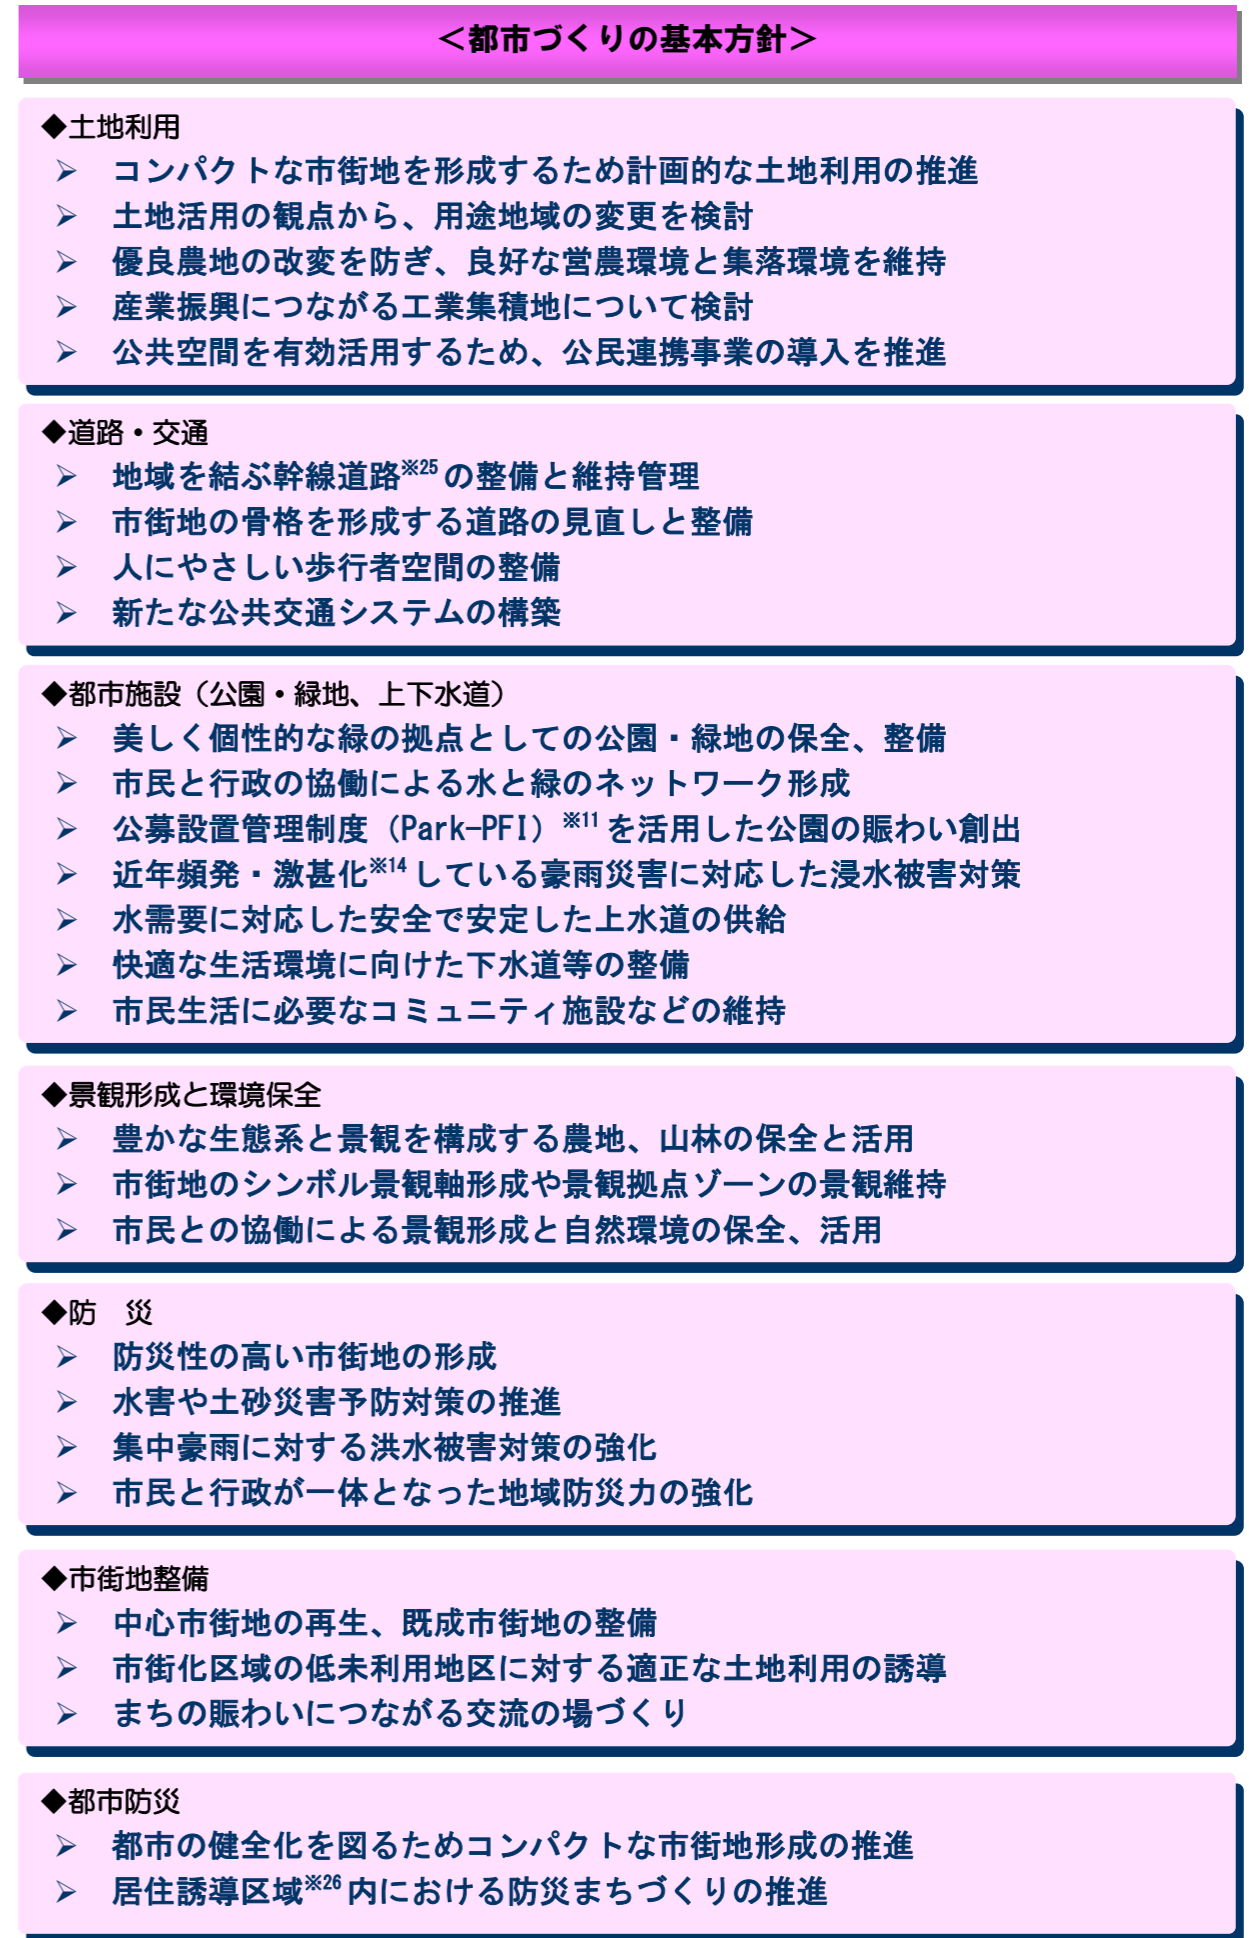 ＜都市づくりの基本方針＞
◆土地利用
➢ コンパクトな市街地を形成するため計画的な土地利用の推進
➢ 土地活用の観点から、用途地域の変更を検討
➢ 優良農地の改変を防ぎ、良好な営農環境と集落環境を維持
➢ 産業振興につながる工業集積地について検討
➢ 公共空間を有効活用するため、公民連携事業の導入を推進
◆道路・交通
➢ 地域を結ぶ幹線道路※25の整備と維持管理
➢ 市街地の骨格を形成する道路の見直しと整備
➢ 人にやさしい歩行者空間の整備
➢ 新たな公共交通システムの構築
◆都市施設（公園・緑地、上下水道）
➢ 美しく個性的な緑の拠点としての公園・緑地の保全、整備
➢ 市民と行政の協働による水と緑のネットワーク形成
➢ 公募設置管理制度（Park-PFI）※11を活用した公園の賑わい創出
➢ 近年頻発・激甚化※14している豪雨災害に対応した浸水被害対策
➢ 水需要に対応した安全で安定した上水道の供給
➢ 快適な生活環境に向けた下水道等の整備
➢ 市民生活に必要なコミュニティ施設などの維持
◆景観形成と環境保全
➢ 豊かな生態系と景観を構成する農地、山林の保全と活用
➢ 市街地のシンボル景観軸形成や景観拠点ゾーンの景観維持
➢ 市民との協働による景観形成と自然環境の保全、活用
◆防　災
➢ 防災性の高い市街地の形成
➢ 水害や土砂災害予防対策の推進
➢ 集中豪雨に対する洪水被害対策の強化
➢ 市民と行政が一体となった地域防災力の強化
◆市街地整備
➢ 中心市街地の再生、既成市街地の整備
➢ 市街化区域の低未利用地区に対する適正な土地利用の誘導
➢ まちの賑わいにつながる交流の場づくり
◆都市防災
➢ 都市の健全化を図るためコンパクトな市街地形成の推進
➢ 居住誘導区域※26内における防災まちづくりの推進